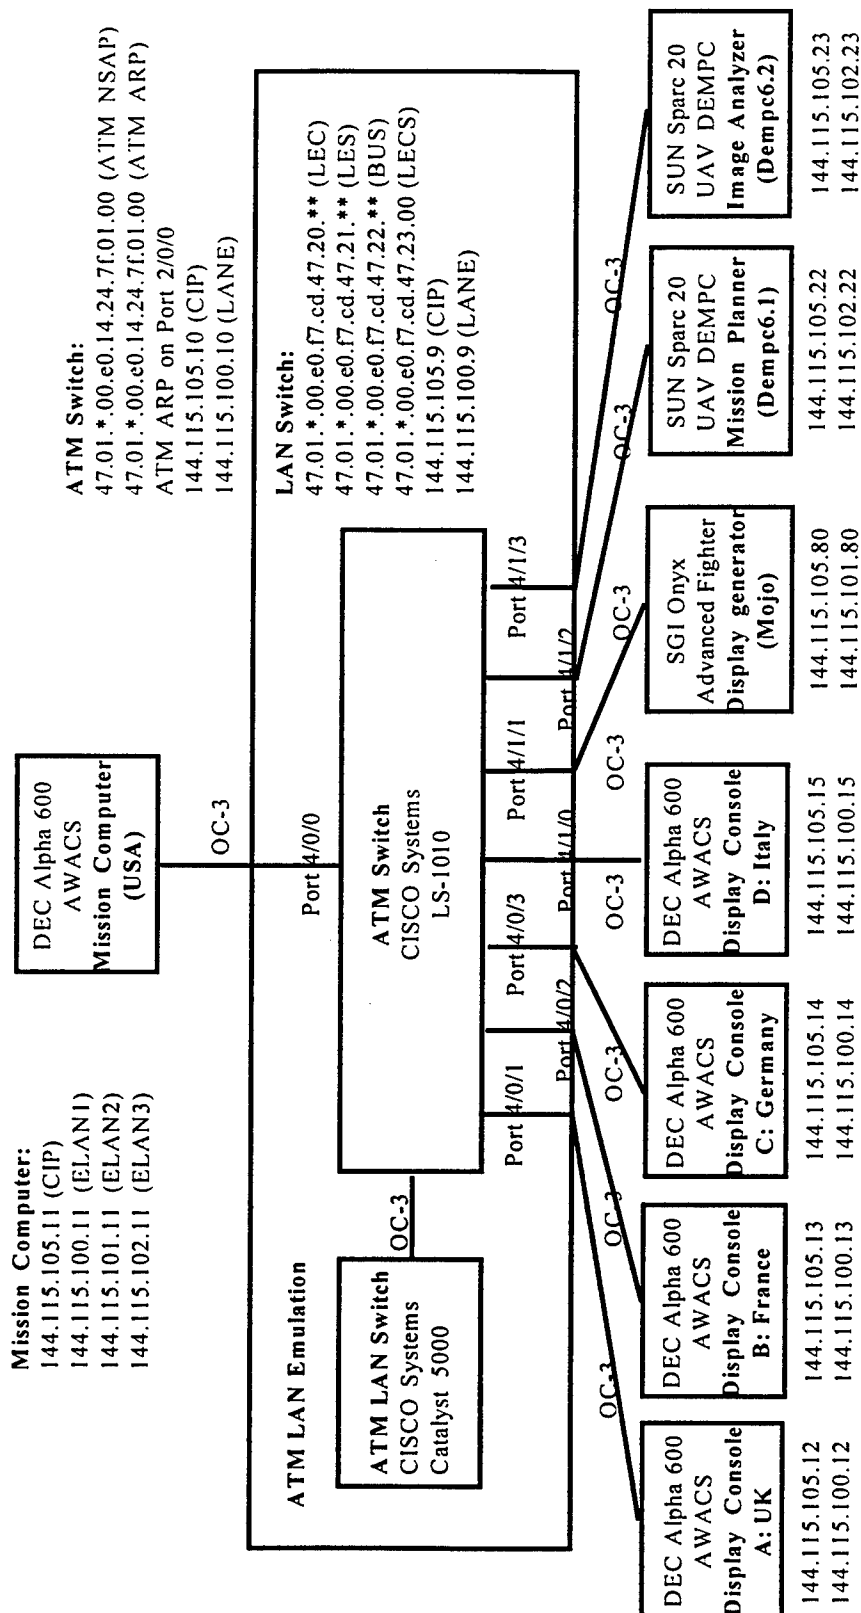 Mission Computer:
144.115.105.11 (CIP)
144.115.100.11 (ELAN1)
144.115.101.11 (ELAN2)
144.115.102.11 (ELAN3)
DEC Alpha 600
AWACS
Mission Computer
(USA)
OC-3
ATM Switch:
47.01.*.00.e0.14.24.7f.01.00 (ATM NSAP)
47.01.*.00.e0.14.24.7f.01.00 (ATM ARP)
ATM ARP on Port 2/0/0
144.115.105.10 (CIP)
144.115.100.10 (LANE)
ATM LAN Emulation
Port 4/0/0
LAN Switch:
47.01.*.00.e0.f7.cd.47.20.** (LEC)
47.01.*.00.e0.f7.cd.47.21.** (LES)
47.01.*.00.e0.f7.cd.47.22.** (BUS)
47.01.*.00.e0.f7.cd.47.23.00 (LECS)
144.115.105.9 (CIP)
144.115.100.9 (LANE)
ATM LAN Switch
CISCO Systems
Catalyst 5000
OC-3
ATM Switch
CISCO Systems
LS-1010
Port 4/0/1
Port 4/0/2
Port 4/0/3
Port 4/1/0
Port 4/1/1
Port 4/1/2
Port 4/1/3
OC-3
OC-3
OC-3
OC-3
OC-3
OC-3
OC-3
OC-3
OC-3
DEC Alpha 600
AWACS
Display Console
A: UK
144.115.105.12
144.115.100.12
DEC Alpha 600
AWACS
Display Console
B: France
144.115.105.13
144.115.100.13
DEC Alpha 600
AWACS
Display Console
C: Germany
144.115.105.14
144.115.100.14
DEC Alpha 600
AWACS
Display Console
D: Italy
144.115.105.15
144.115.100.15
SGI Onyx
Advanced Fighter
Display generator
(Mojo)
144.115.105.80
144.115.101.80
SUN Sparc 20
UAV DEMPC
Mission Planner
(Dempc6.1)
144.115.105.22
144.115.102.22
SUN Sparc 20
UAV DEMPC
Image Analyzer
(Dempc6.2)
144.115.105.23
144.115.102.23